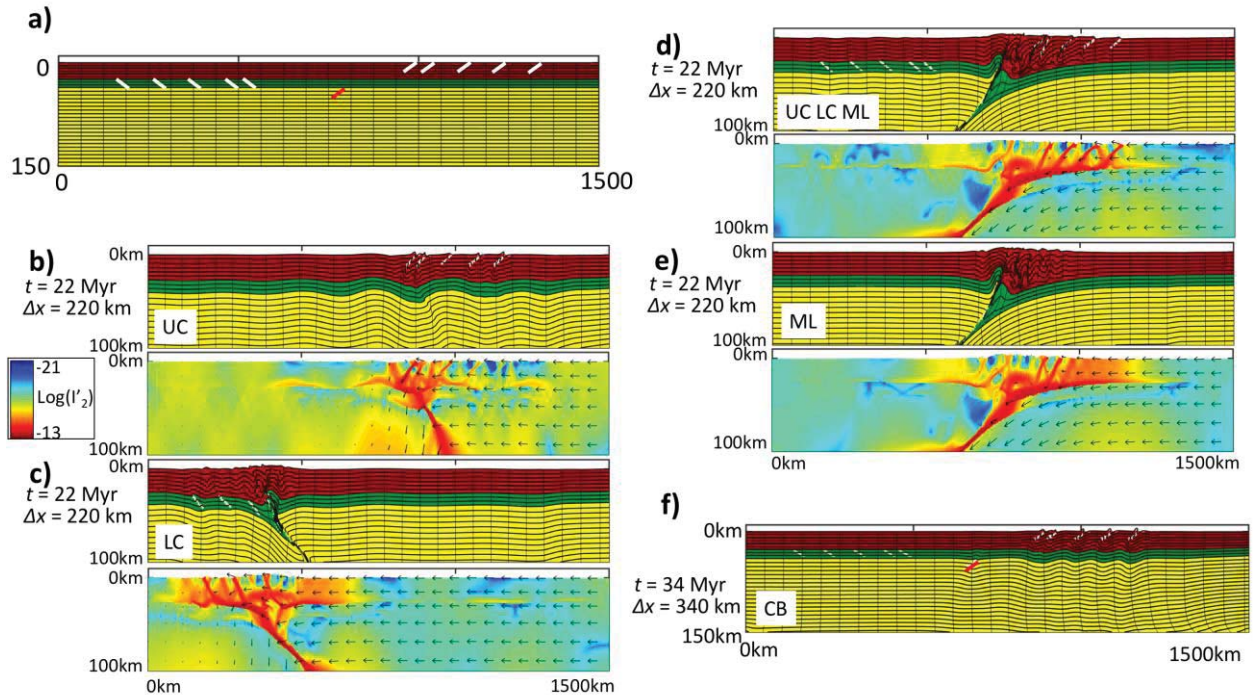 a)
0
150
0
1500
b)
t = 22 Myr
Δx = 220 km
0km
UC
100km
-21
Log(I'₂)
-13
0km
100km
c)
t = 22 Myr
Δx = 220 km
0km
LC
100km
0km
100km
0km
1500km
d)
t = 22 Myr
Δx = 220 km
0km
UC LC ML
100km
0km
100km
e)
t = 22 Myr
Δx = 220 km
0km
ML
100km
0km
100km
0km
1500km
f)
0km
t = 34 Myr
Δx = 340 km
CB
150km
0km
1500km